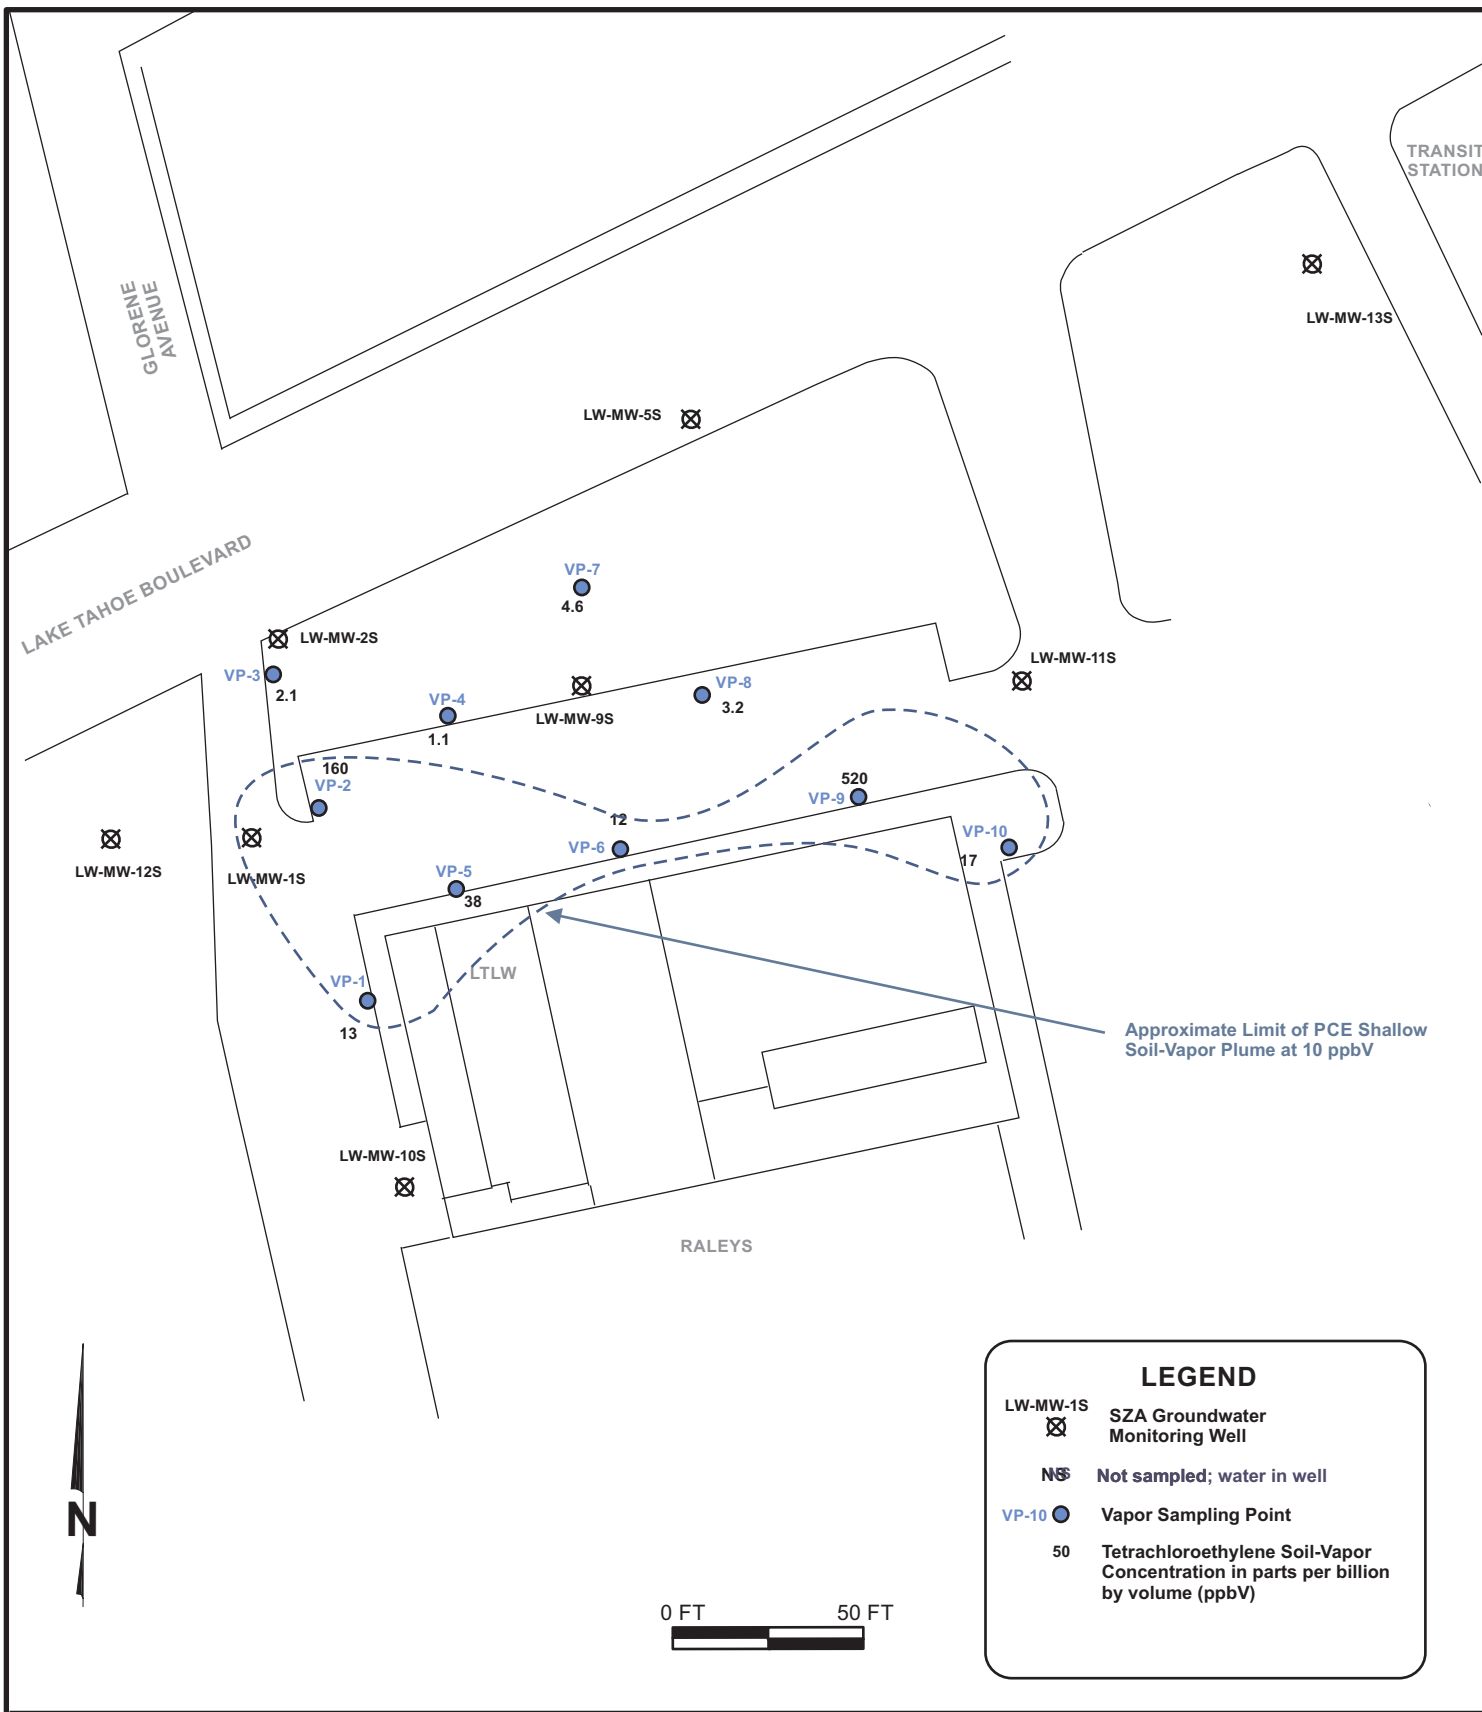 TRANSIT
STATION
LW-MW-13S
GLORENE
AVENUE
LW-MW-5S
LAKE TAHOE BOULEVARD
VP-7
4.6
LW-MW-2S
VP-3
2.1
VP-4
1.1
LW-MW-9S
VP-8
3.2
LW-MW-11S
160
VP-2
520
VP-9
12
VP-6
VP-10
17
LW-MW-12S
LW-MW-1S
VP-5
38
VP-1
13
LTLW
Approximate Limit of PCE Shallow
Soil-Vapor Plume at 10 ppbV
LW-MW-10S
RALEYS
N
0 FT 50 FT
LEGEND
LW-MW-1S
SZA Groundwater
Monitoring Well
NS Not sampled; water in well
VP-10 Vapor Sampling Point
50 Tetrachloroethylene Soil-Vapor
Concentration in parts per billion
by volume (ppbV)